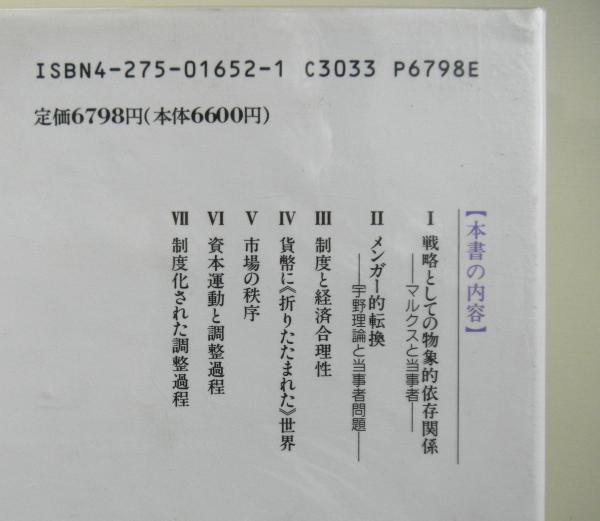 ISBN4-275-01652-1 C3033 P6798E
定価6798円(本体6600円)
【本書の内容】
Ⅰ 戦略としての物象的依存関係
──マルクスと当事者──
Ⅱ メンガー的転換
──宇野理論と当事者問題──
Ⅲ 制度と経済合理性
Ⅳ 貨幣に《折りたたまれた》世界
Ⅴ 市場の秩序
Ⅵ 資本運動と調整過程
Ⅶ 制度化された調整過程